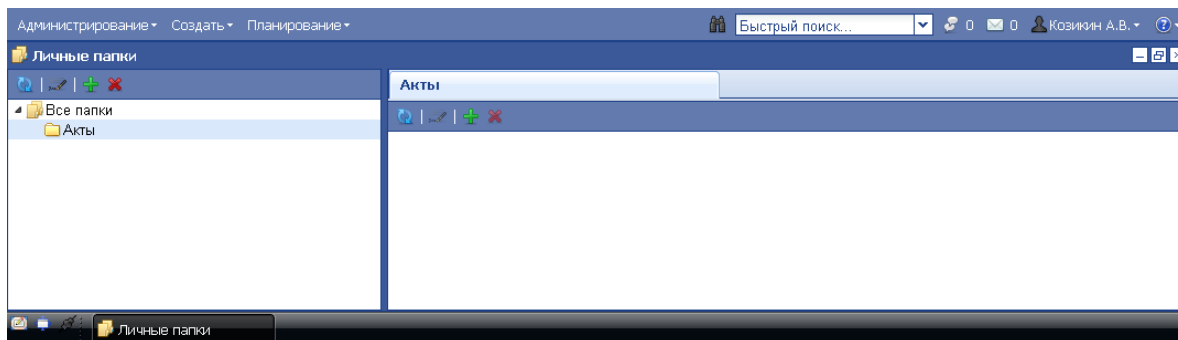 Администрирование Создать Планирование Быстрый поиск... 0 0 Козикин А.В. ?
Личные папки
Акты
Все папки
Акты
Личные папки